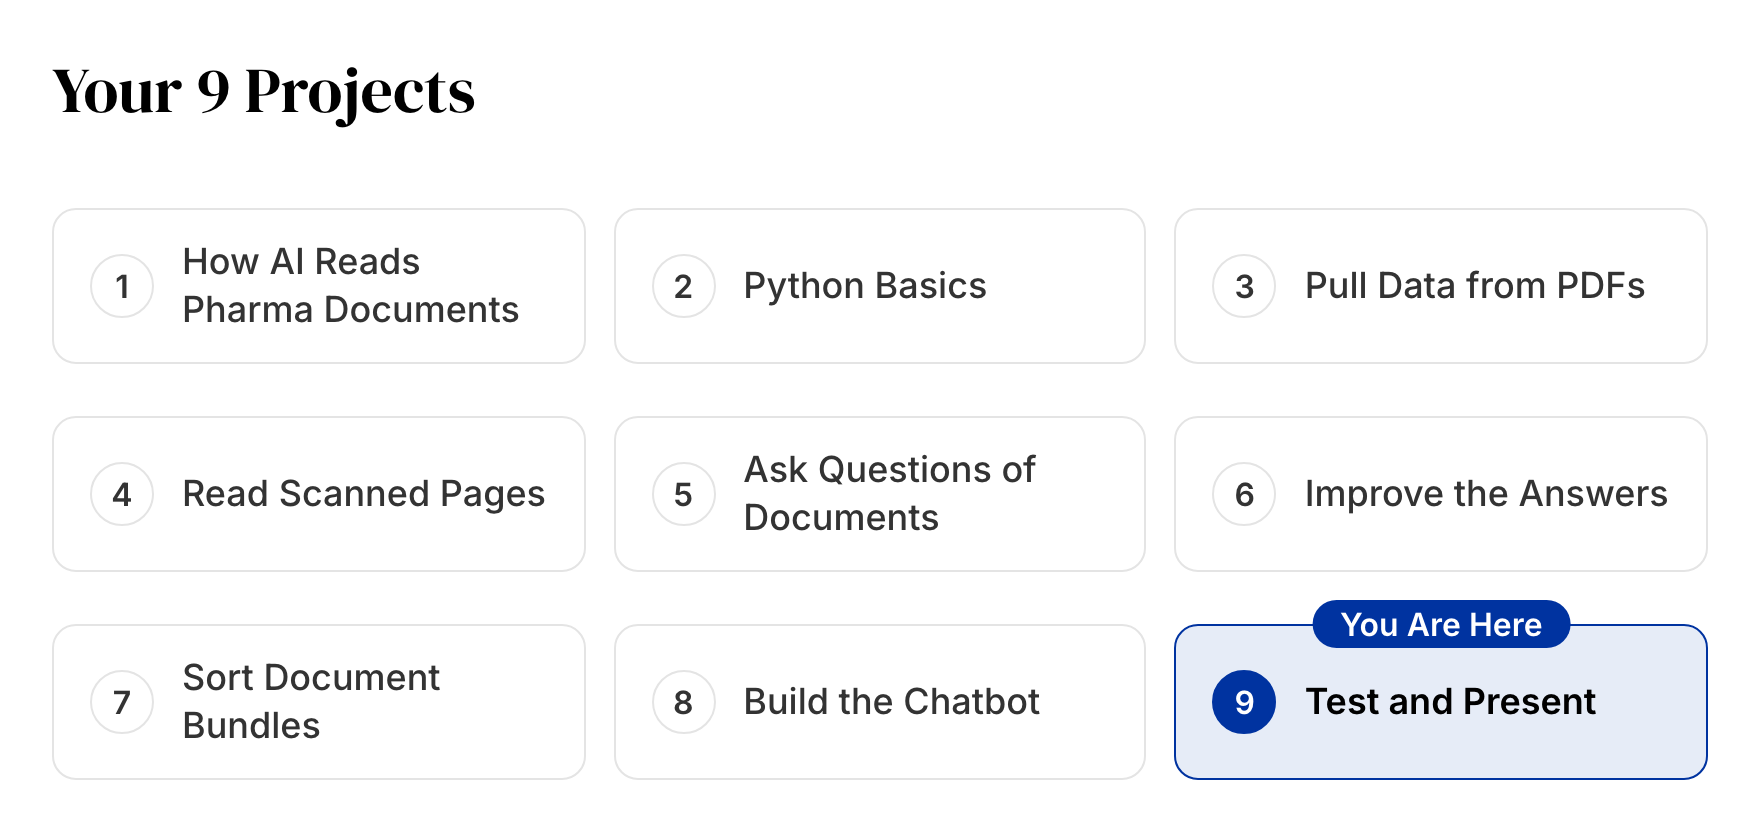 Your 9 Projects
1
How AI Reads
Pharma Documents
2
Python Basics
3
Pull Data from PDFs
4
Read Scanned Pages
5
Ask Questions of
Documents
6
Improve the Answers
7
Sort Document
Bundles
8
Build the Chatbot
You Are Here
9
Test and Present